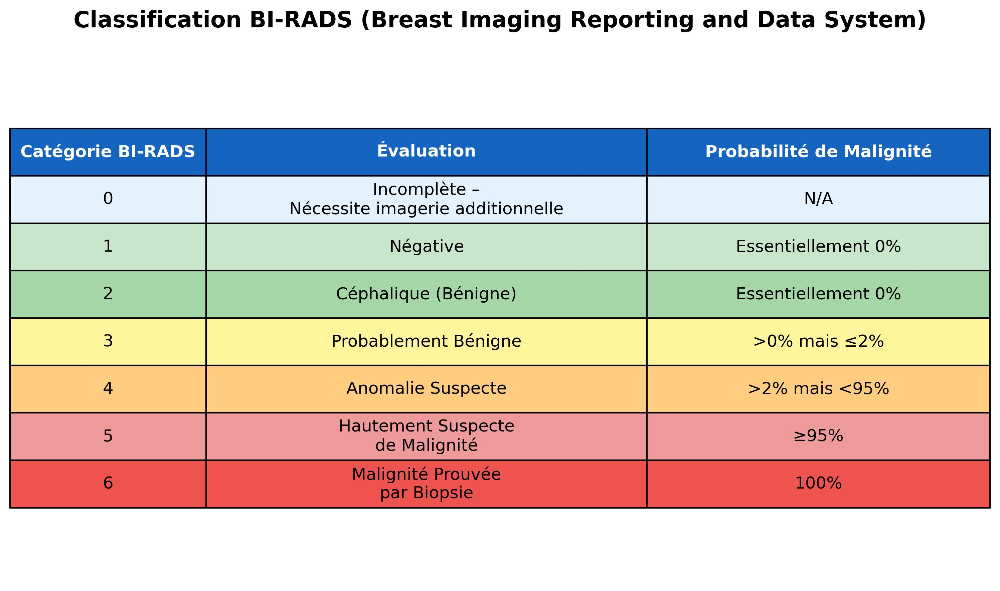 Classification BI-RADS (Breast Imaging Reporting and Data System)
Catégorie BI-RADS Évaluation Probabilité de Malignité
0 Incomplète – N/A
Nécessite imagerie additionnelle
1 Négative Essentiellement 0%
2 Céphalique (Bénigne) Essentiellement 0%
3 Probablement Bénigne >0% mais ≤2%
4 Anomalie Suspecte >2% mais <95%
5 Hautement Suspecte ≥95%
de Malignité
6 Malignité Prouvée 100%
par Biopsie